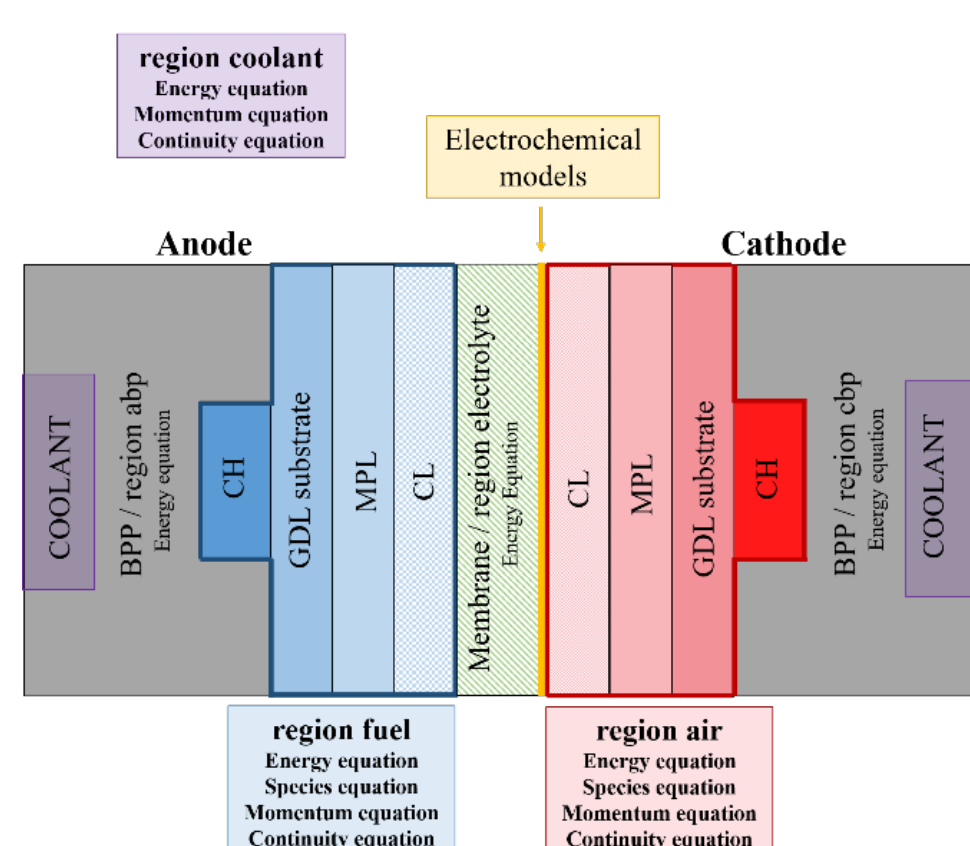 region coolant
Energy equation
Momentum equation
Continuity equation
Electrochemical
models
Anode
Cathode
COOLANT
BPP / region abp
Energy equation
CH
GDL substrate
MPL
CL
Membrane / region electrolyte
Energy Equation
CL
MPL
GDL substrate
CH
BPP / region cbp
Energy equation
COOLANT
region fuel
Energy equation
Species equation
Momentum equation
Continuity equation
region air
Energy equation
Species equation
Momentum equation
Continuity equation